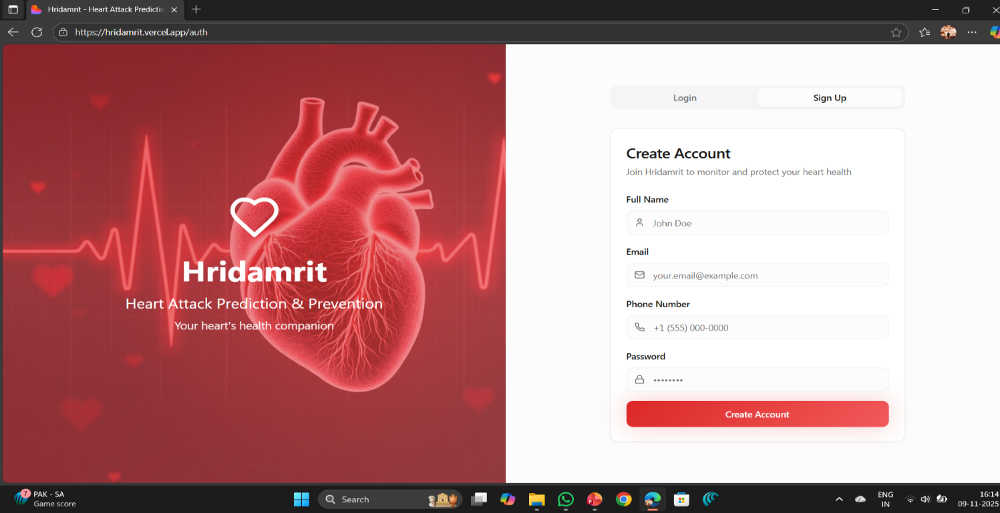 Hridamrit - Heart Attack Predictio
https://hridamrit.vercel.app/auth
Hridamrit
Heart Attack Prediction & Prevention
Your heart's health companion
Login
Sign Up
Create Account
Join Hridamrit to monitor and protect your heart health
Full Name
John Doe
Email
your.email@example.com
Phone Number
+1 (555) 000-0000
Password
••••••••
Create Account
7
PAK - SA
Game score
Search
ENG
IN
16:14
09-11-2025